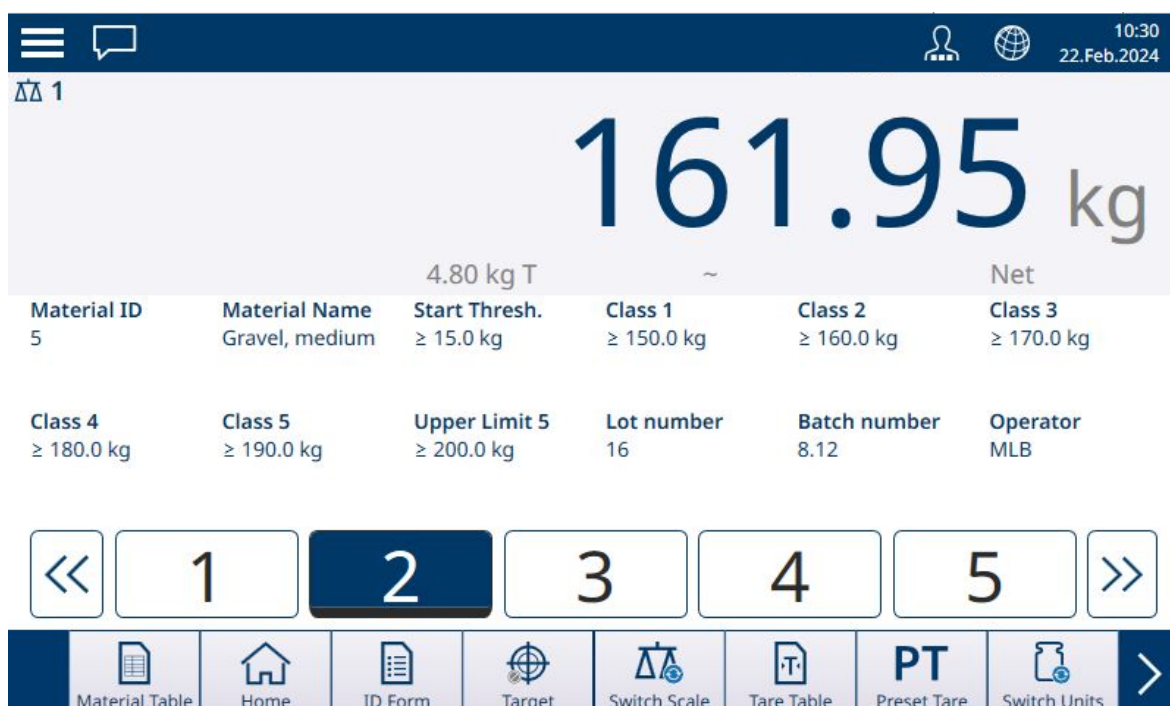 10:30
22.Feb.2024
1
161.95 kg
4.80 kg T ~ Net
Material ID Material Name Start Thresh. Class 1 Class 2 Class 3
5 Gravel, medium ≥ 15.0 kg ≥ 150.0 kg ≥ 160.0 kg ≥ 170.0 kg
Class 4 Class 5 Upper Limit 5 Lot number Batch number Operator
≥ 180.0 kg ≥ 190.0 kg ≥ 200.0 kg 16 8.12 MLB
1 2 3 4 5
T PT
Material Table Home ID Form Target Switch Scale Tare Table Preset Tare Switch Units